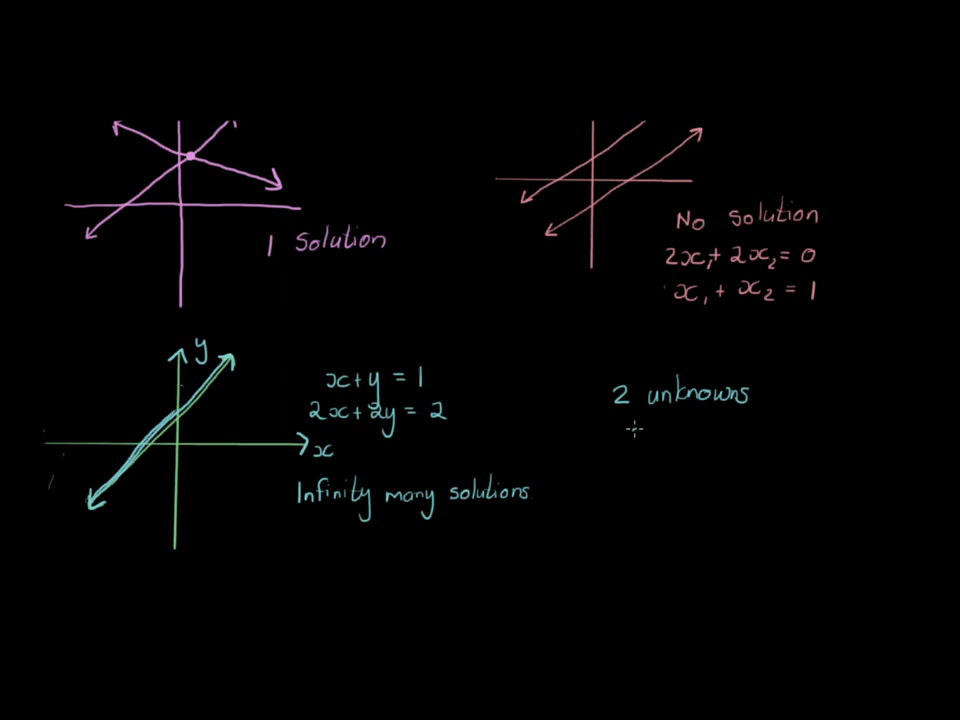 1 Solution
No solution
2x₁ + 2x₂ = 0
x₁ + x₂ = 1
y
x+y = 1
2x+2y = 2
x
Infinity many solutions
2 unknowns